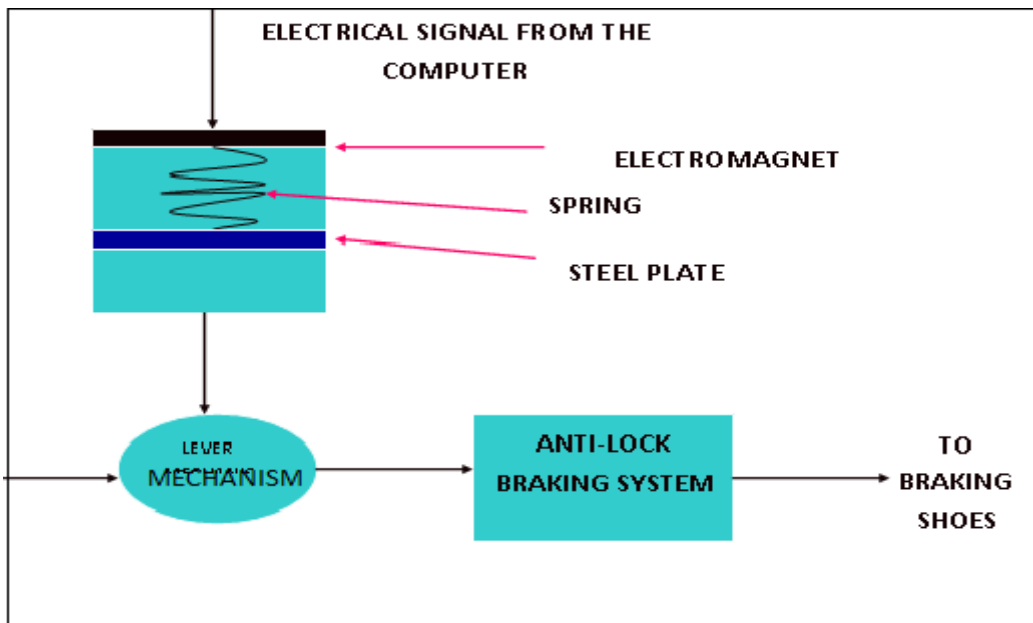 ELECTRICAL SIGNAL FROM THE
COMPUTER
ELECTROMAGNET
SPRING
STEEL PLATE
LEVER
MECHANISM
ANTI-LOCK
BRAKING SYSTEM
TO
BRAKING
SHOES